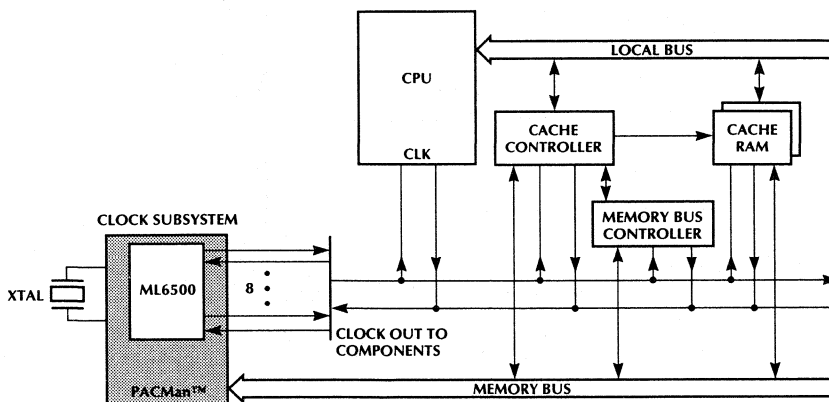 LOCAL BUS
CPU
CLK
CACHE
CONTROLLER
CACHE
RAM
MEMORY BUS
CONTROLLER
CLOCK SUBSYSTEM
XTAL
ML6500
8
CLOCK OUT TO
COMPONENTS
PACMan™
MEMORY BUS